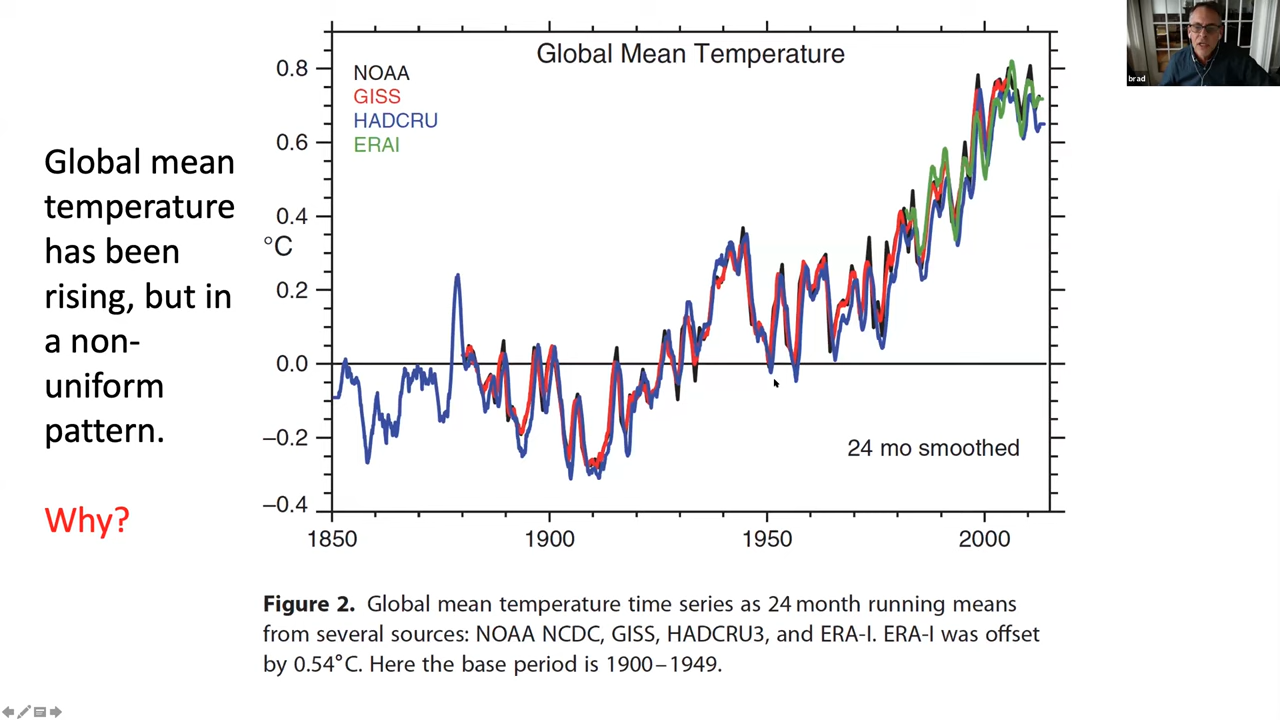 Global mean
temperature
has been
rising, but in
a non-
uniform
pattern.
Why?
Global Mean Temperature
NOAA
GISS
HADCRU
ERAI
0.8
0.6
0.4
°C
0.2
0.0
−0.2
−0.4
24 mo smoothed
1850 1900 1950 2000
Figure 2. Global mean temperature time series as 24 month running means
from several sources: NOAA NCDC, GISS, HADCRU3, and ERA-I. ERA-I was offset
by 0.54°C. Here the base period is 1900–1949.
brad